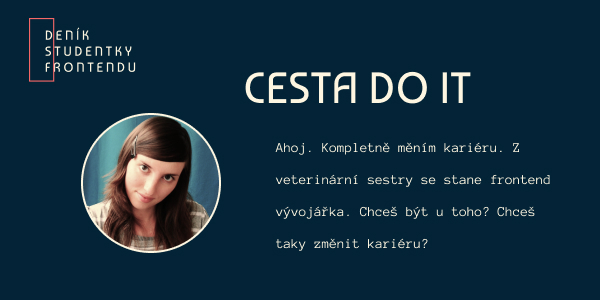 DENÍK
STUDENTKY
FRONTENDU
CESTA DO IT
Ahoj. Kompletně měním kariéru. Z
veterinární sestry se stane frontend
vývojářka. Chceš být u toho? Chceš
taky změnit kariéru?